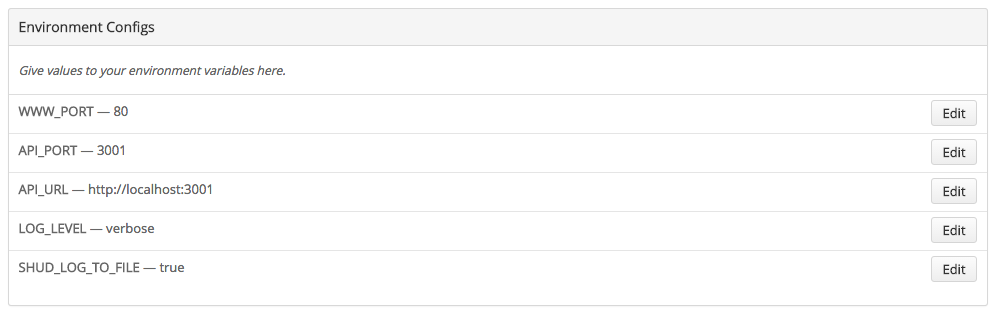 Environment Configs
Give values to your environment variables here.
WWW_PORT — 80
Edit
API_PORT — 3001
Edit
API_URL — http://localhost:3001
Edit
LOG_LEVEL — verbose
Edit
SHUD_LOG_TO_FILE — true
Edit